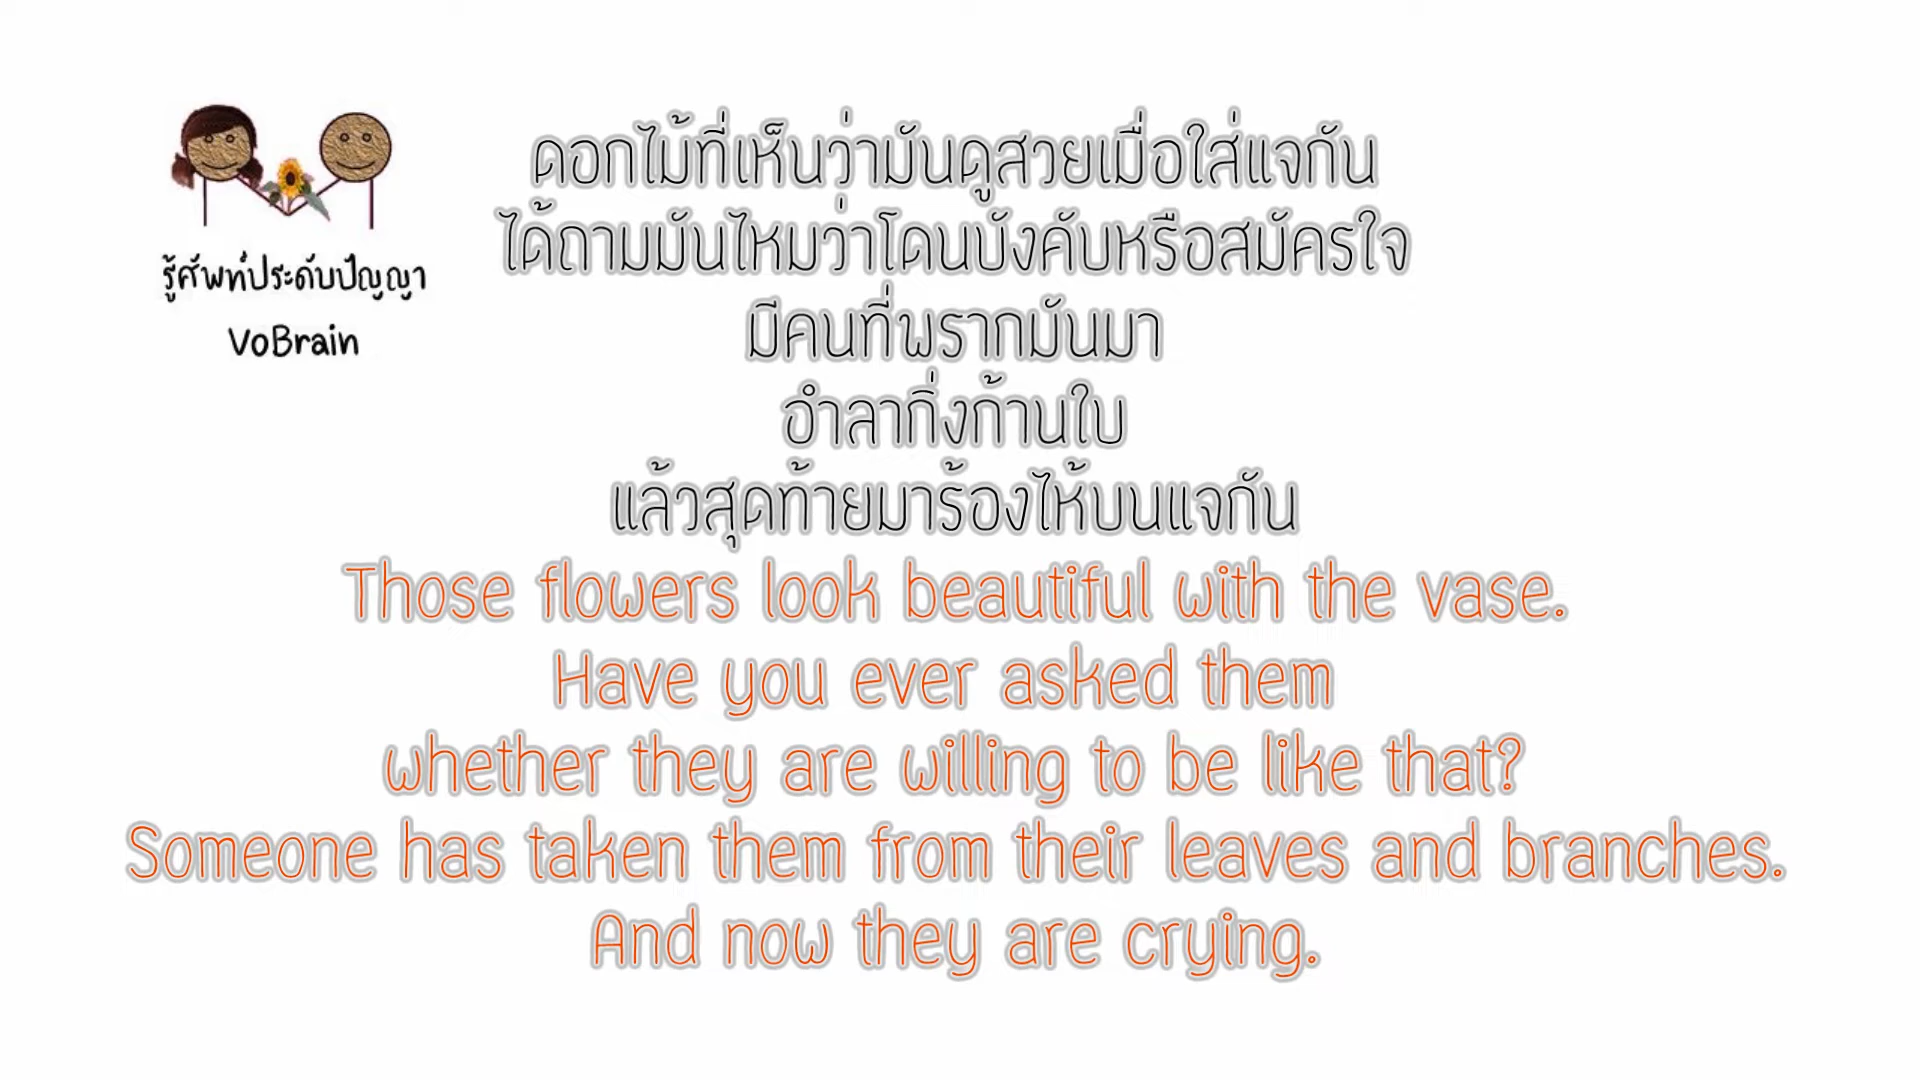 รู้ศัพท์ประดับปัญญา
VoBrain
ดอกไม้ที่เห็นว่ามันดูสวยเมื่อใส่แจกัน
ได้ถามมันไหมว่าโดนบังคับหรือสมัครใจ
มีคนที่พรากมันมา
อำลากิ่งก้านใบ
แล้วสุดท้ายมาร้องไห้บนแจกัน
Those flowers look beautiful with the vase.
Have you ever asked them
whether they are willing to be like that?
Someone has taken them from their leaves and branches.
And now they are crying.